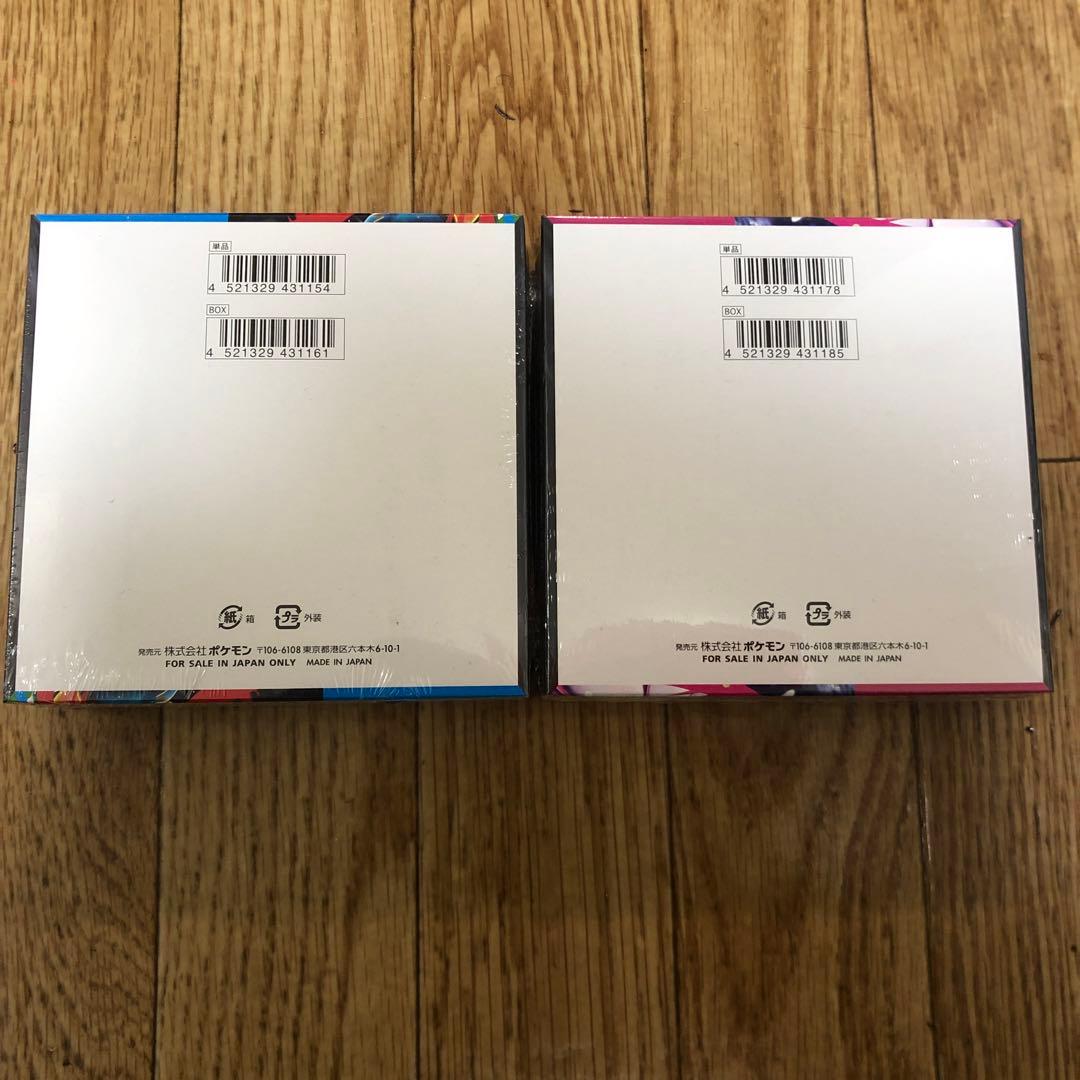 単品
4 521329 431154
BOX
4 521329 431161
紙 箱 プラ 外装
発売元 株式会社ポケモン 〒106-6108 東京都港区六本木6-10-1
FOR SALE IN JAPAN ONLY MADE IN JAPAN
単品
4 521329 431178
BOX
4 521329 431185
紙 箱 プラ 外装
発売元 株式会社ポケモン 〒106-6108 東京都港区六本木6-10-1
FOR SALE IN JAPAN ONLY MADE IN JAPAN